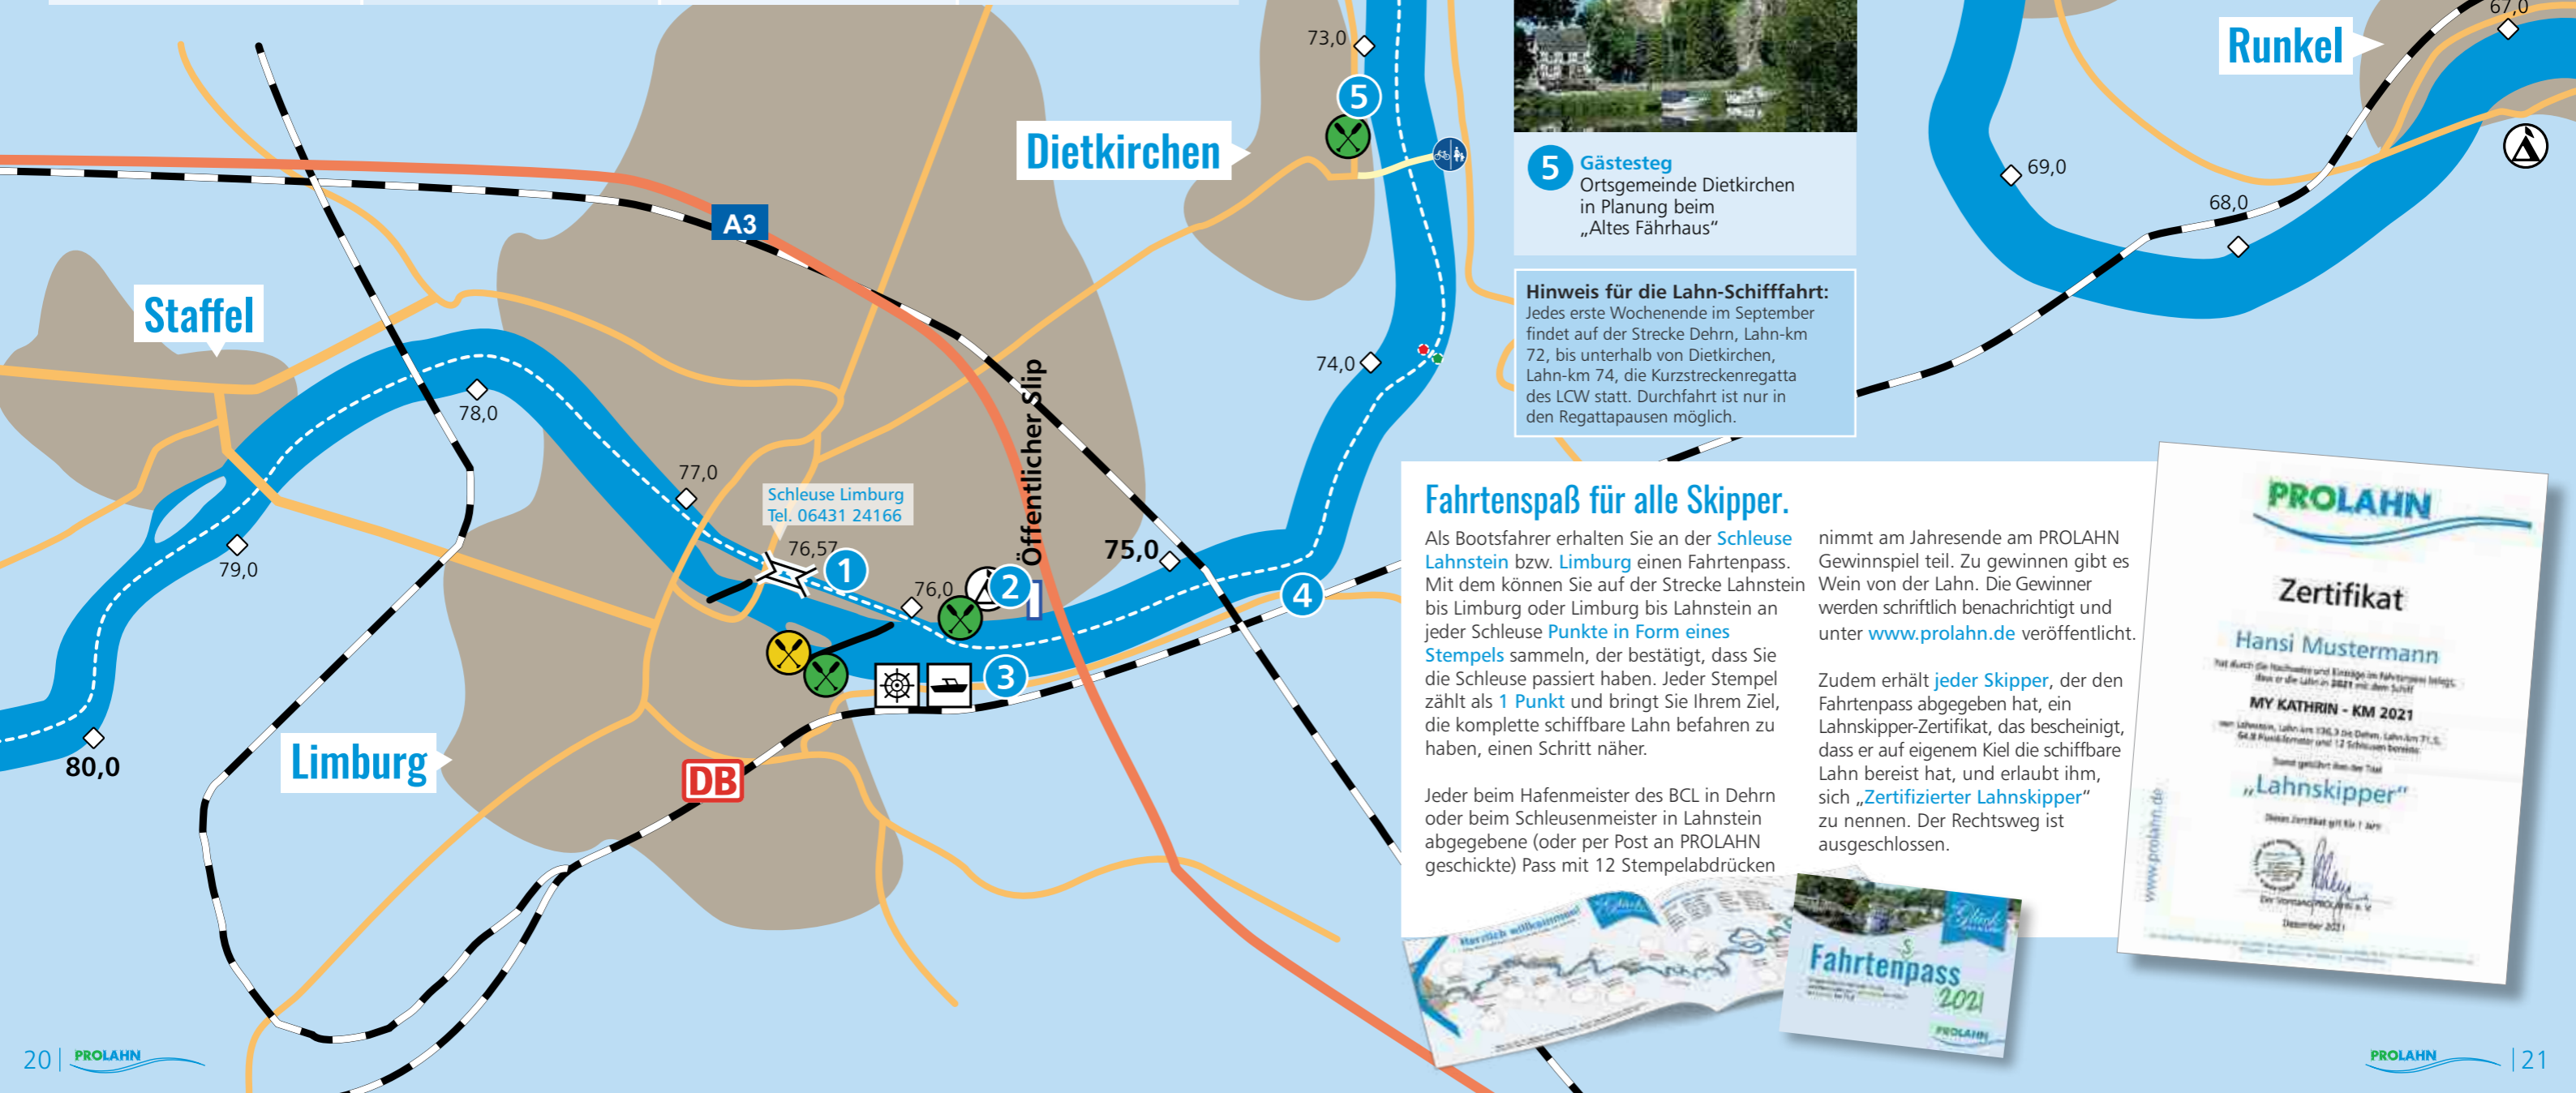 67,0
Runkel
73,0
5
Dietkirchen
5 Gästesteg
Ortsgemeinde Dietkirchen
in Planung beim
„Altes Fährhaus“
69,0
68,0
A3
Staffel
Hinweis für die Lahn-Schifffahrt:
Jedes erste Wochenende im September
findet auf der Strecke Dehrn, Lahn-km
72, bis unterhalb von Dietkirchen,
Lahn-km 74, die Kurzstreckenregatta
des LCW statt. Durchfahrt ist nur in
den Regattapausen möglich.
74,0
78,0
Öffentlicher Slip
77,0
Schleuse Limburg
Tel. 06431 24166
76,57
1
76,0
2
75,0
4
79,0
3
80,0
Limburg
DB
Fahrtenspaß für alle Skipper.
Als Bootsfahrer erhalten Sie an der Schleuse
Lahnstein bzw. Limburg einen Fahrtenpass.
Mit dem können Sie auf der Strecke Lahnstein
bis Limburg oder Limburg bis Lahnstein an
jeder Schleuse Punkte in Form eines
Stempels sammeln, der bestätigt, dass Sie
die Schleuse passiert haben. Jeder Stempel
zählt als 1 Punkt und bringt Sie Ihrem Ziel,
die komplette schiffbare Lahn befahren zu
haben, einen Schritt näher.
Jeder beim Hafenmeister des BCL in Dehrn
oder beim Schleusenmeister in Lahnstein
abgegebene (oder per Post an PROLAHN
geschickte) Pass mit 12 Stempelabdrücken
nimmt am Jahresende am PROLAHN
Gewinnspiel teil. Zu gewinnen gibt es
Wein von der Lahn. Die Gewinner
werden schriftlich benachrichtigt und
unter www.prolahn.de veröffentlicht.
Zudem erhält jeder Skipper, der den
Fahrtenpass abgegeben hat, ein
Lahnskipper-Zertifikat, das bescheinigt,
dass er auf eigenem Kiel die schiffbare
Lahn bereist hat, und erlaubt ihm,
sich „Zertifizierter Lahnskipper“
zu nennen. Der Rechtsweg ist
ausgeschlossen.
PROLAHN
Zertifikat
Hansi Mustermann
MY KATHRIN - KM 2021
„Lahnskipper“
www.prolahn.de
Dezember 2021
Herzlich willkommen!
Glück
Fahrtenpass
S
2021
PROLAHN
20 | PROLAHN
PROLAHN | 21